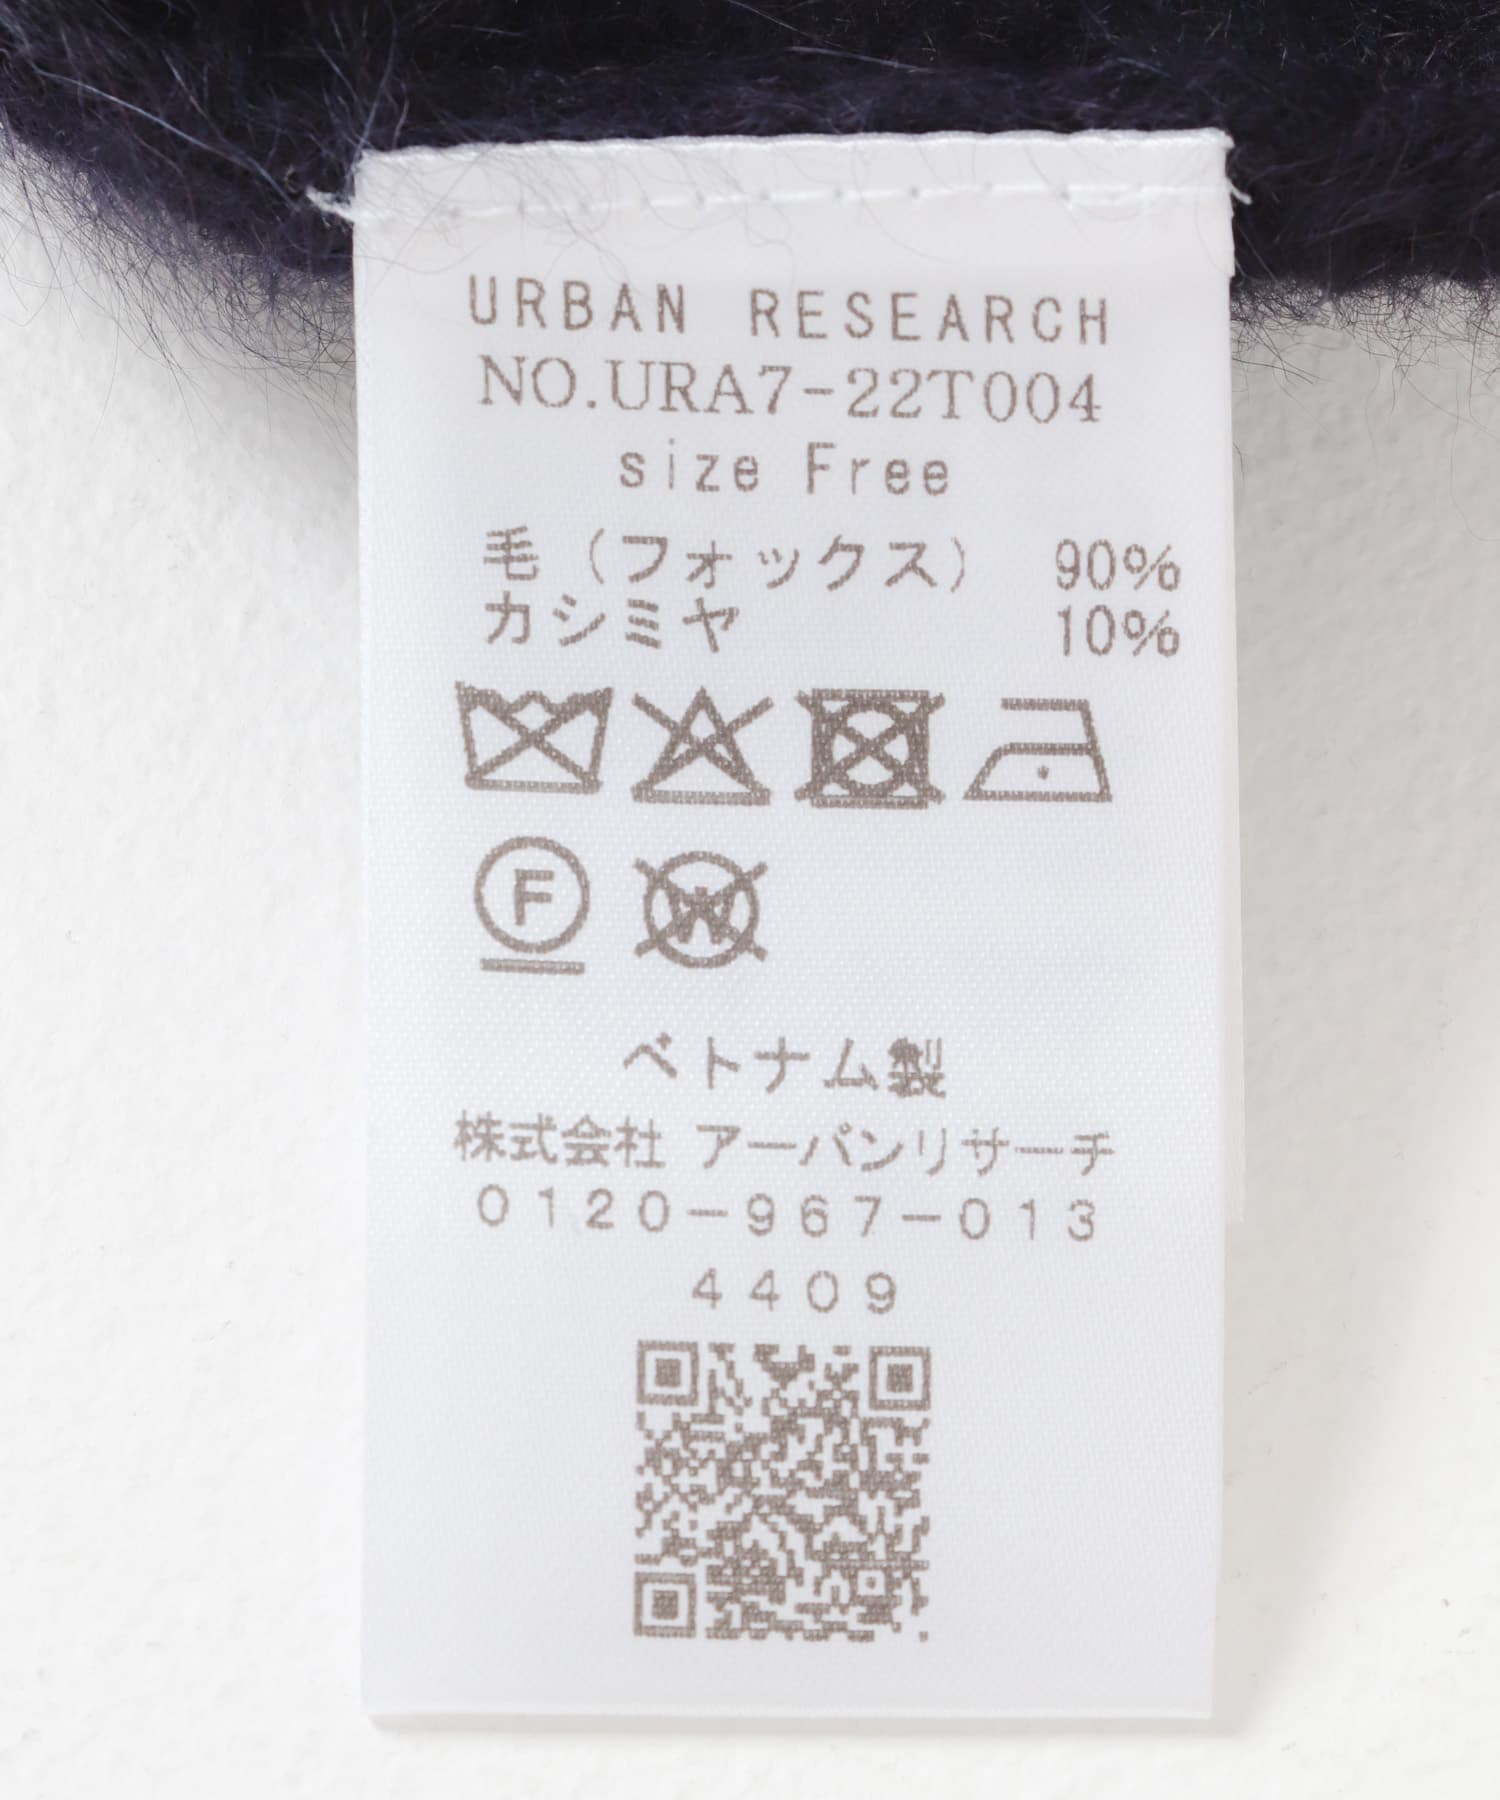 URBAN RESEARCH
NO.URA7-22T004
size Free
毛（フォックス） 90%
カシミヤ 10%
F
W
ベトナム製
株式会社 アーバンリサーチ
0120-967-013
4409